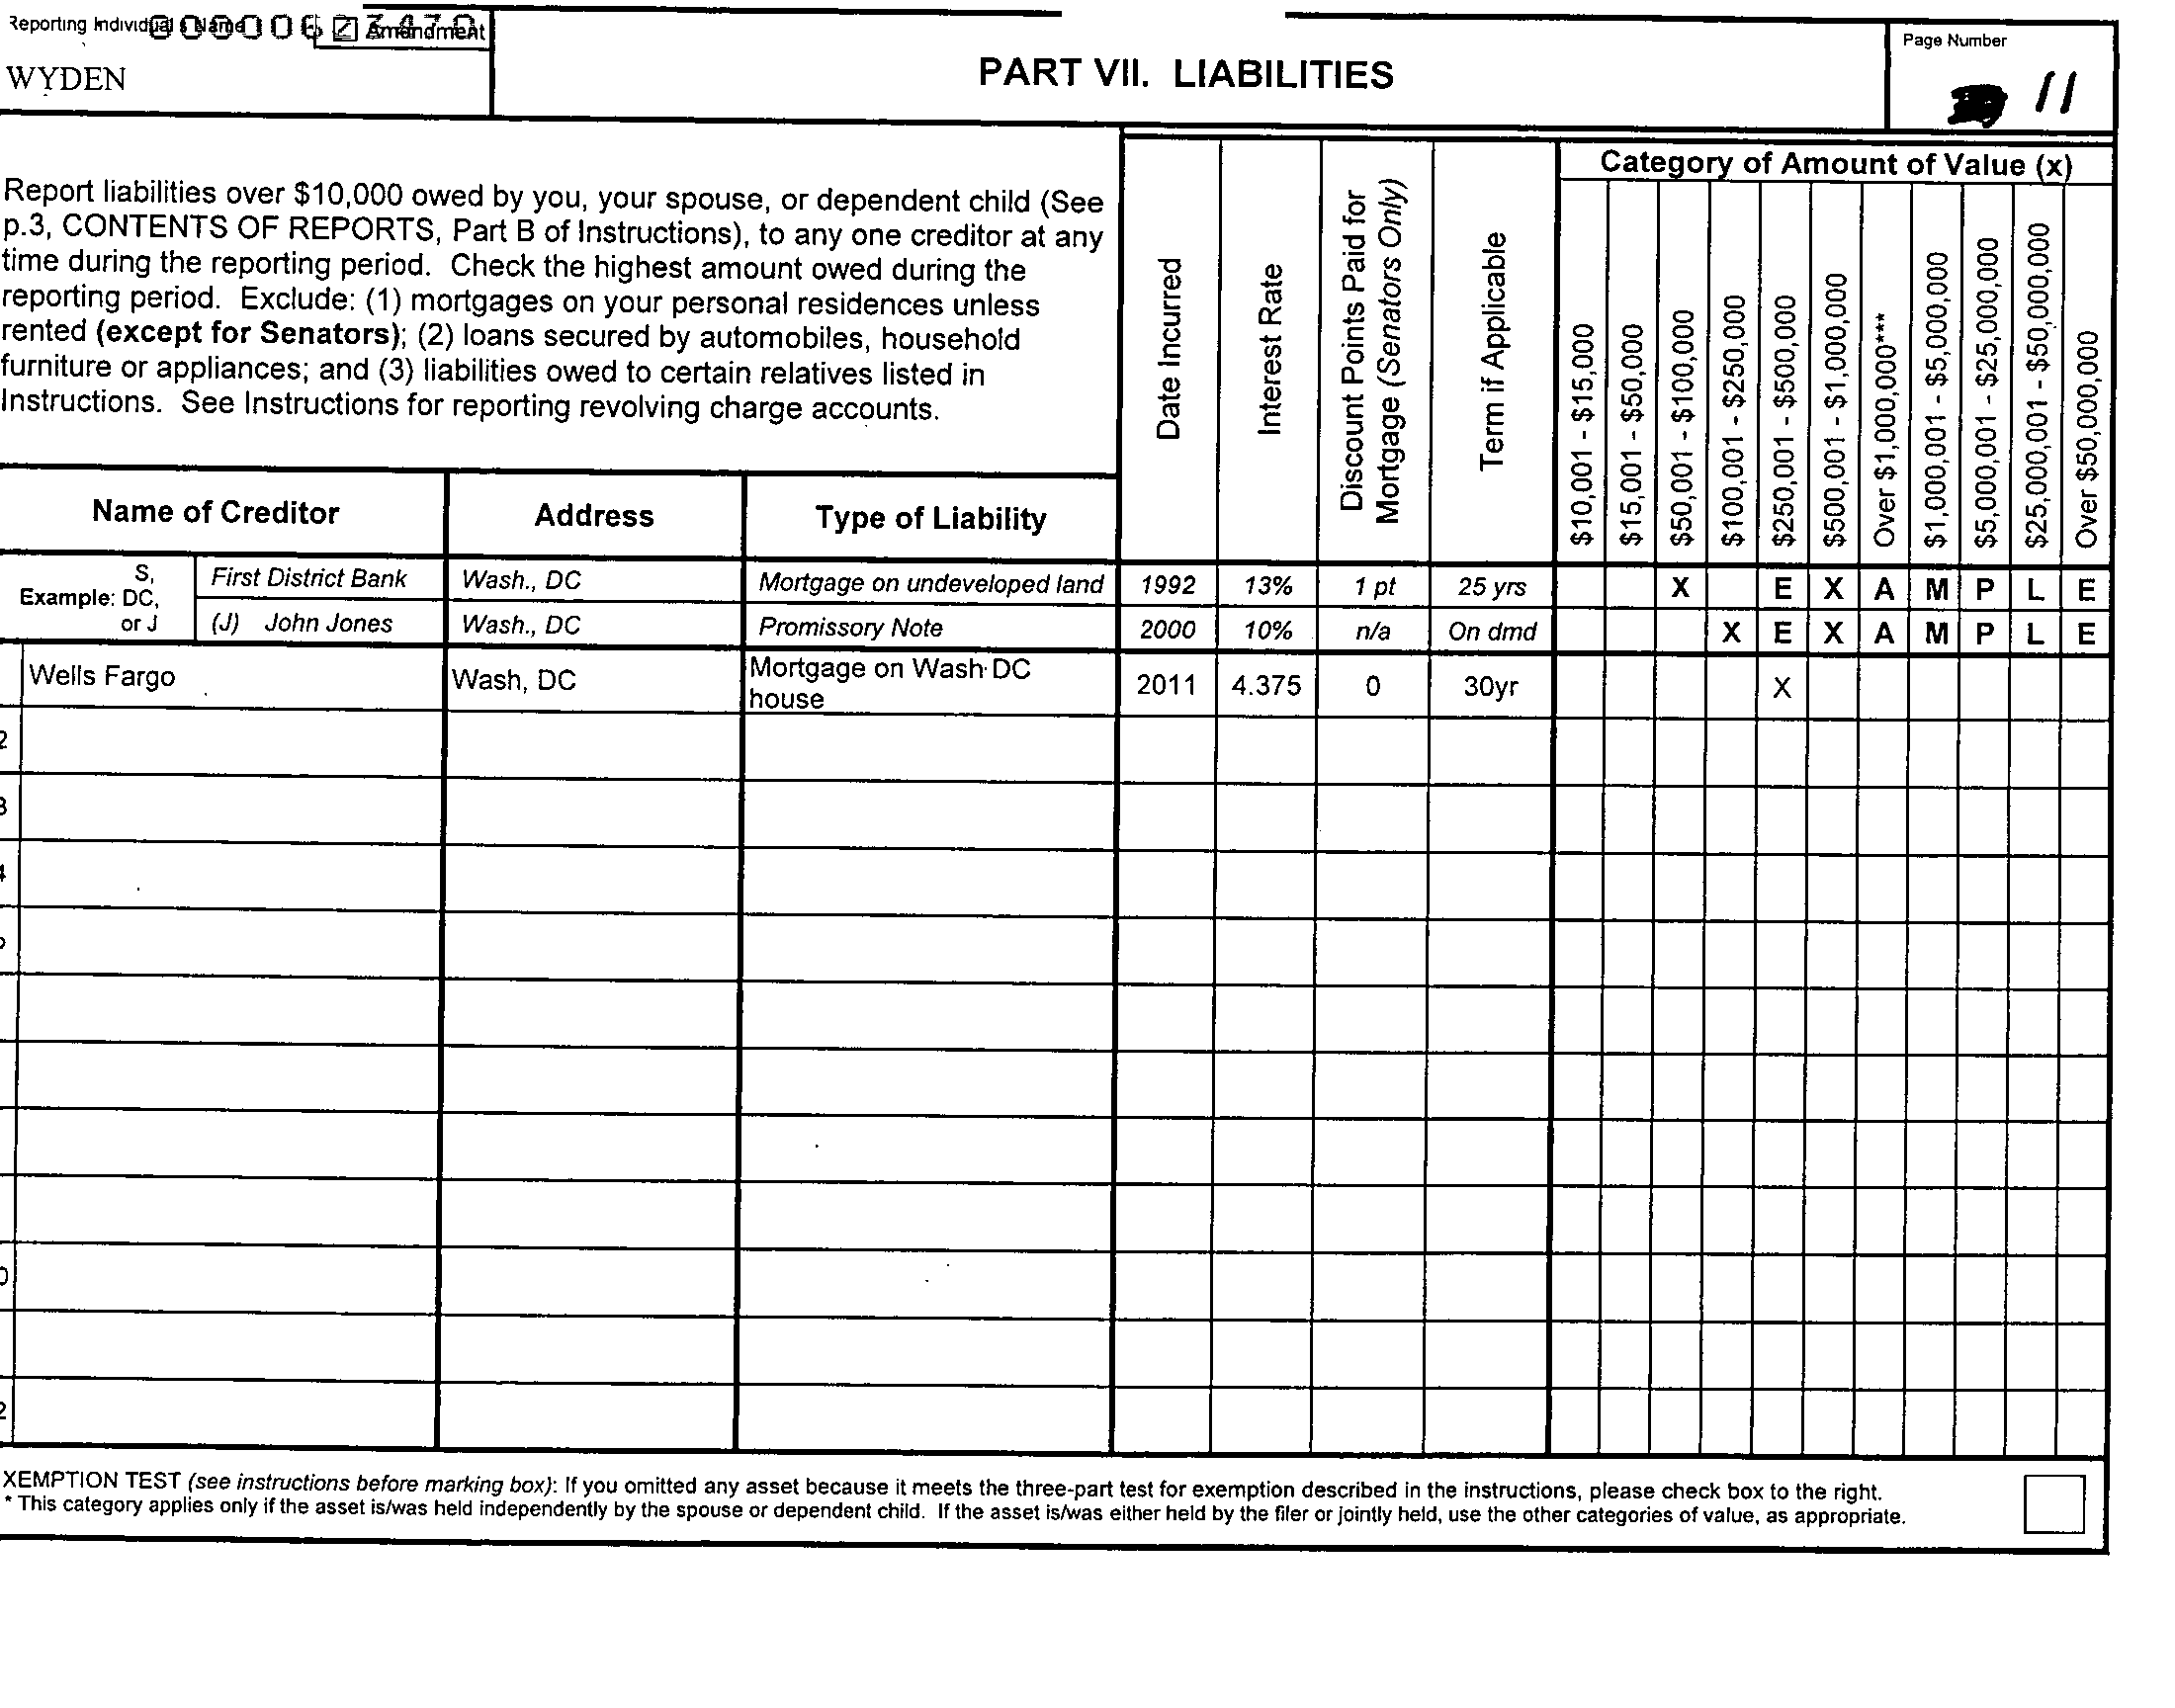 Reporting Individual Name
Amendment
WYDEN
PART VII.  LIABILITIES
Page Number
11
Report liabilities over $10,000 owed by you, your spouse, or dependent child (See
p.3, CONTENTS OF REPORTS, Part B of Instructions), to any one creditor at any
time during the reporting period.  Check the highest amount owed during the
reporting period.  Exclude: (1) mortgages on your personal residences unless
rented (except for Senators); (2) loans secured by automobiles, household
furniture or appliances; and (3) liabilities owed to certain relatives listed in
Instructions.  See Instructions for reporting revolving charge accounts.
Date Incurred
Interest Rate
Discount Points Paid for
Mortgage (Senators Only)
Term if Applicable
Category of Amount of Value (x)
$10,001 - $15,000
$15,001 - $50,000
$50,001 - $100,000
$100,001 - $250,000
$250,001 - $500,000
$500,001 - $1,000,000
Over $1,000,000***
$1,000,001 - $5,000,000
$5,000,001 - $25,000,000
$25,000,001 - $50,000,000
Over $50,000,000
Name of Creditor Address Type of Liability
Example: S,
DC,
or J
First District Bank Wash., DC Mortgage on undeveloped land 1992 13% 1 pt 25 yrs X E X A M P L E
(J) John Jones Wash., DC Promissory Note 2000 10% n/a On dmd X E X A M P L E
Wells Fargo Wash, DC Mortgage on Wash DC
house 2011 4.375 0 30yr X
2
3
4
XEMPTION TEST (see instructions before marking box): If you omitted any asset because it meets the three-part test for exemption described in the instructions, please check box to the right.
* This category applies only if the asset is/was held independently by the spouse or dependent child.  If the asset is/was either held by the filer or jointly held, use the other categories of value, as appropriate.